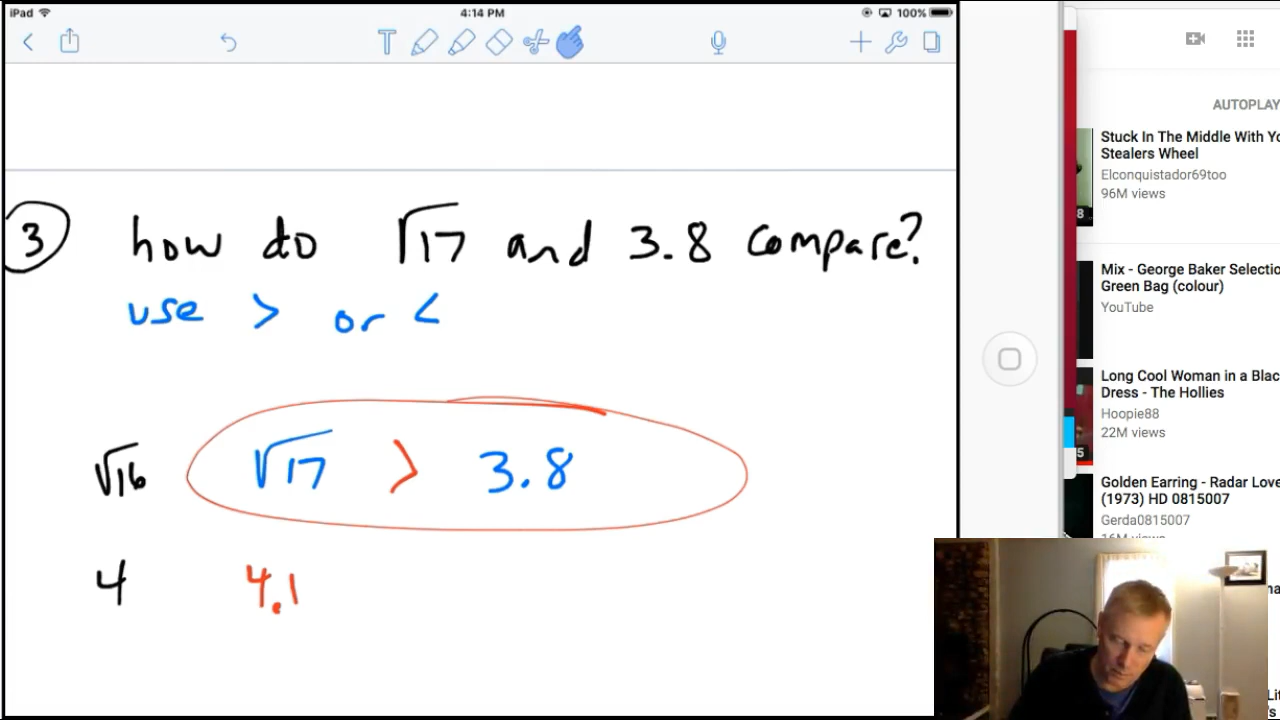 iPad
4:14 PM
100%
T
3 how do √17 and 3.8 compare?
use > or <
√16 √17 > 3.8
4 4.1
AUTOPLAY
8
Stuck In The Middle With Yo
Stealers Wheel
Elconquistador69too
96M views
Mix - George Baker Selectio
Green Bag (colour)
YouTube
Long Cool Woman in a Blac
Dress - The Hollies
Hoopie88
22M views
5
Golden Earring - Radar Love
(1973) HD 0815007
Gerda0815007